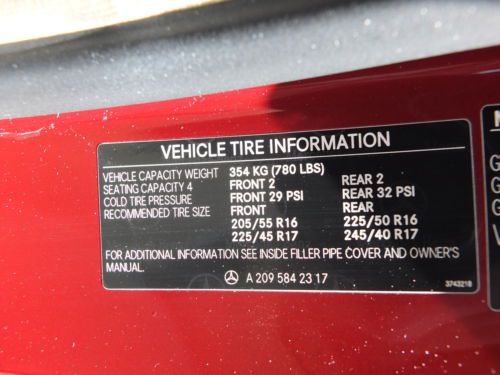 VEHICLE TIRE INFORMATION
VEHICLE CAPACITY WEIGHT 354 KG (780 LBS)
SEATING CAPACITY 4 FRONT 2 REAR 2
COLD TIRE PRESSURE FRONT 29 PSI REAR 32 PSI
RECOMMENDED TIRE SIZE FRONT REAR
205/55 R16 225/50 R16
225/45 R17 245/40 R17
FOR ADDITIONAL INFORMATION SEE INSIDE FILLER PIPE COVER AND OWNER'S
MANUAL.
A 209 584 23 17
3743218